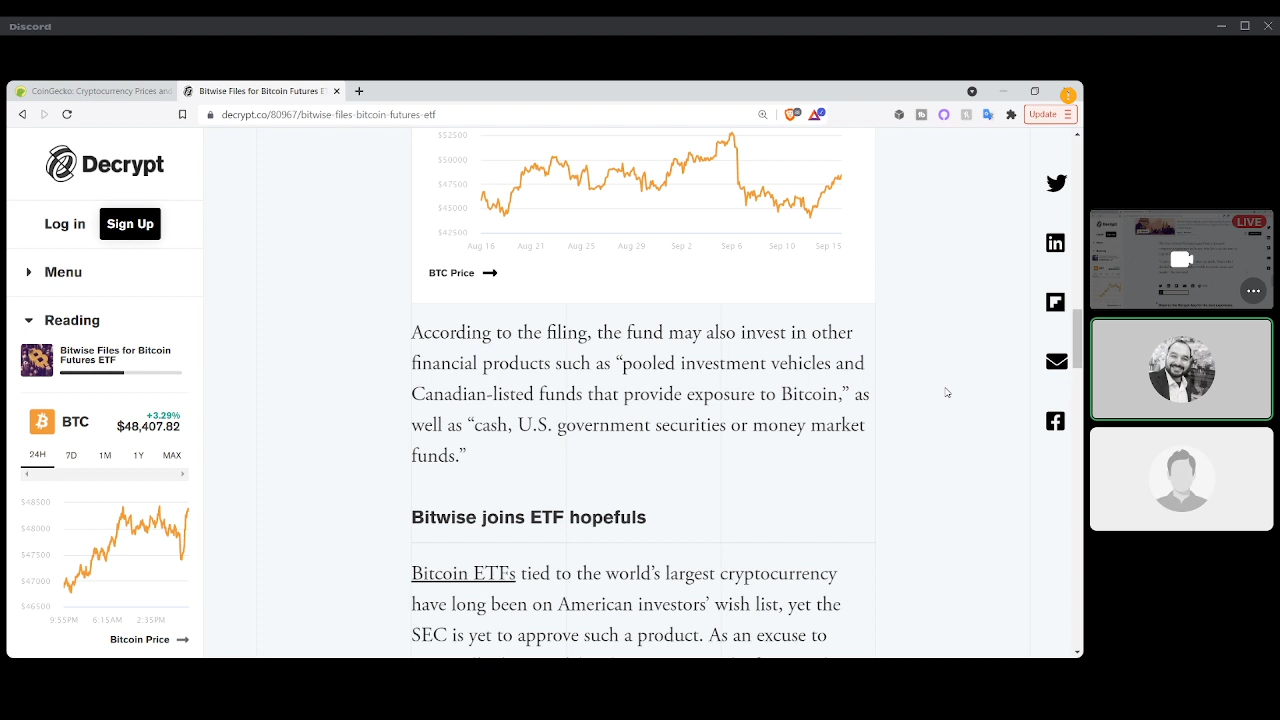 Discord
CoinGecko: Cryptocurrency Prices and
Bitwise Files for Bitcoin Futures ET
decrypt.co/80967/bitwise-files-bitcoin-futures-etf
Update
Decrypt
Log in
Sign Up
Menu
Reading
Bitwise Files for Bitcoin
Futures ETF
BTC
+3.29%
$48,407.82
24H 7D 1M 1Y MAX
$48500
$48000
$47500
$47000
$46500
9:55PM 6:15AM 2:35PM
Bitcoin Price
$52500
$50000
$47500
$45000
$42500
Aug 16 Aug 21 Aug 25 Aug 29 Sep 2 Sep 6 Sep 10 Sep 15
BTC Price
According to the filing, the fund may also invest in other
financial products such as “pooled investment vehicles and
Canadian-listed funds that provide exposure to Bitcoin,” as
well as “cash, U.S. government securities or money market
funds.”
Bitwise joins ETF hopefuls
Bitcoin ETFs tied to the world’s largest cryptocurrency
have long been on American investors’ wish list, yet the
SEC is yet to approve such a product. As an excuse to
LIVE